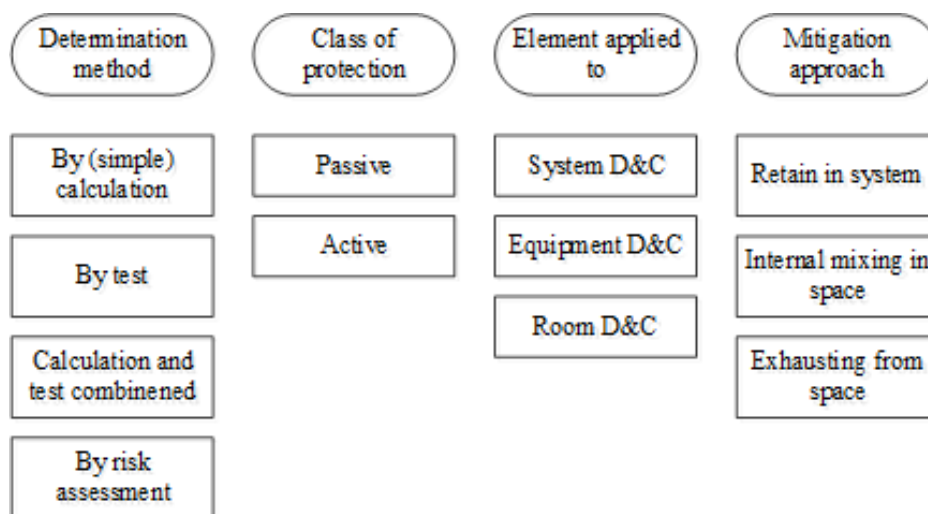 Determination
method
By (simple)
calculation
By test
Calculation and
test combinened
By risk
assessment
Class of
protection
Passive
Active
Element applied
to
System D&C
Equipment D&C
Room D&C
Mitigation
approach
Retain in system
Internal mixing in
space
Exhausting from
space